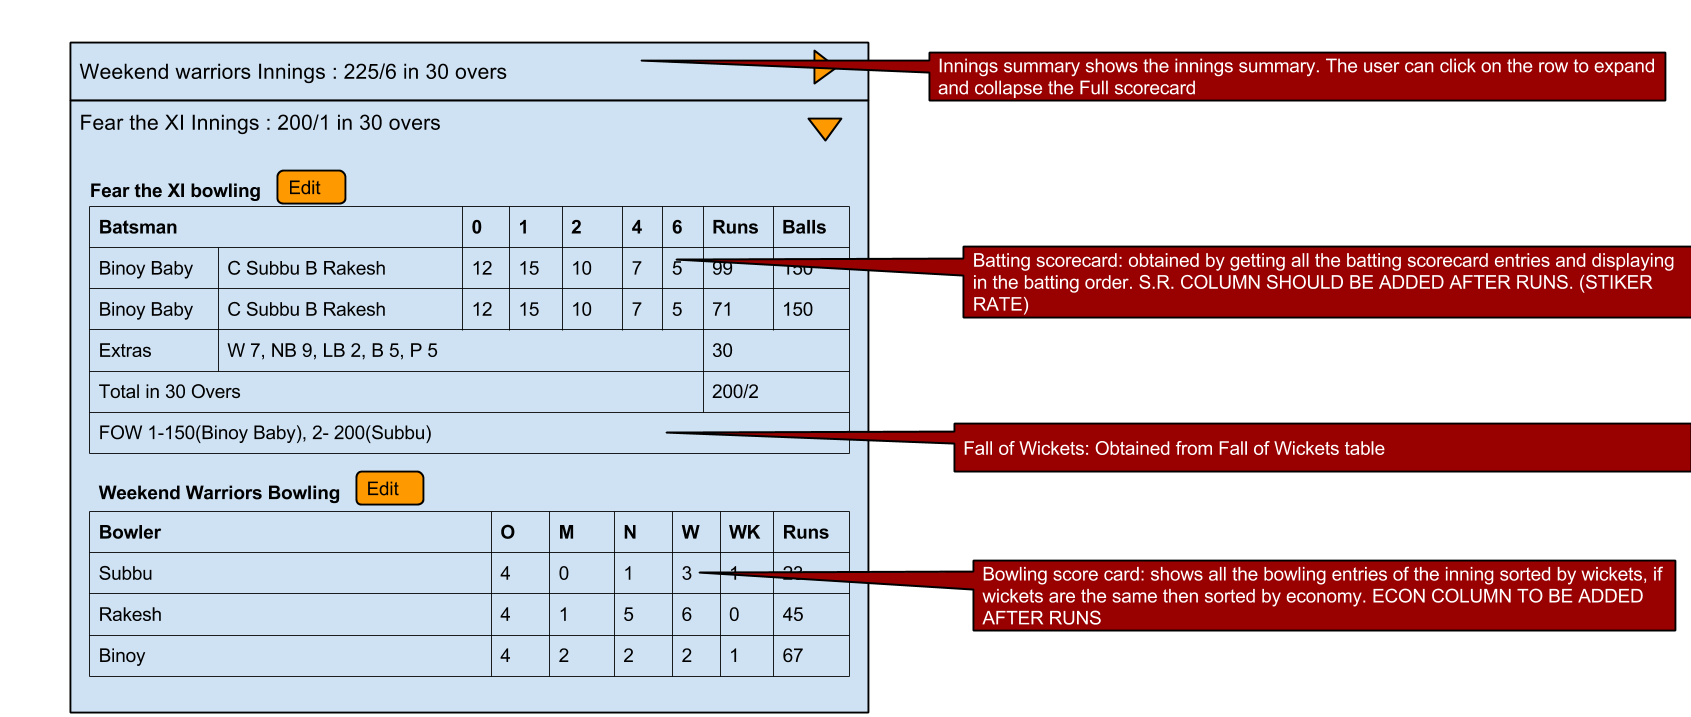 Weekend warriors Innings : 225/6 in 30 overs
Innings summary shows the innings summary. The user can click on the row to expand
and collapse the Full scorecard
Fear the XI Innings : 200/1 in 30 overs
Fear the XI bowling Edit
Batsman 0 1 2 4 6 Runs Balls
Binoy Baby C Subbu B Rakesh 12 15 10 7 5 99 150
Binoy Baby C Subbu B Rakesh 12 15 10 7 5 71 150
Extras W 7, NB 9, LB 2, B 5, P 5 30
Total in 30 Overs 200/2
FOW 1-150(Binoy Baby), 2- 200(Subbu)
Batting scorecard: obtained by getting all the batting scorecard entries and displaying
in the batting order. S.R. COLUMN SHOULD BE ADDED AFTER RUNS. (STIKER
RATE)
Fall of Wickets: Obtained from Fall of Wickets table
Weekend Warriors Bowling Edit
Bowler O M N W WK Runs
Subbu 4 0 1 3 1 23
Rakesh 4 1 5 6 0 45
Binoy 4 2 2 2 1 67
Bowling score card: shows all the bowling entries of the inning sorted by wickets, if
wickets are the same then sorted by economy. ECON COLUMN TO BE ADDED
AFTER RUNS